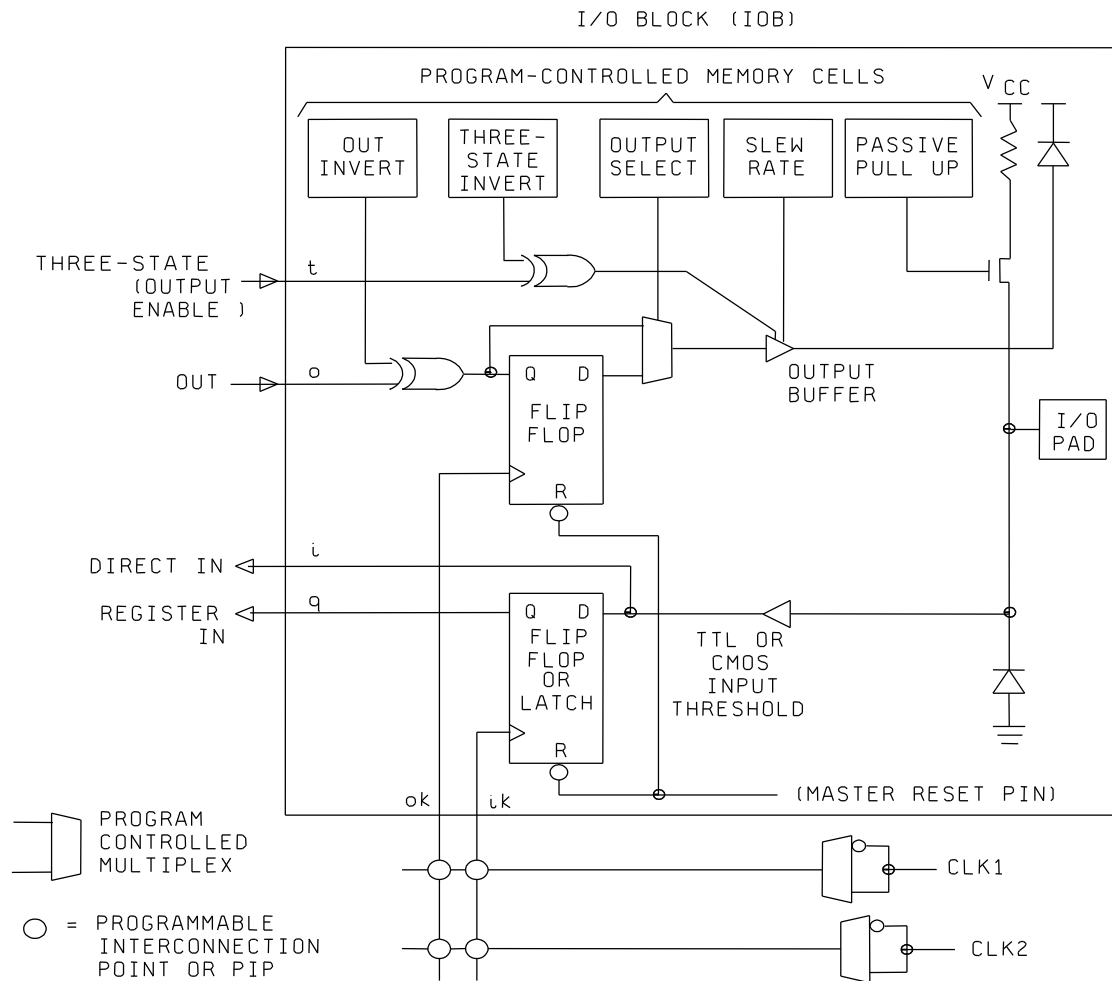 I/O BLOCK (IOB)
PROGRAM-CONTROLLED MEMORY CELLS
V CC
OUT
INVERT
THREE-
STATE
INVERT
OUTPUT
SELECT
SLEW
RATE
PASSIVE
PULL UP
THREE-STATE
(OUTPUT
ENABLE )
t
OUT
o
Q D
FLIP
FLOP
R
OUTPUT
BUFFER
I/O
PAD
DIRECT IN
i
REGISTER
IN
q
Q D
FLIP
FLOP
OR
LATCH
R
TTL OR
CMOS
INPUT
THRESHOLD
ok
ik
(MASTER RESET PIN)
PROGRAM
CONTROLLED
MULTIPLEX
CLK1
= PROGRAMMABLE
INTERCONNECTION
POINT OR PIP
CLK2